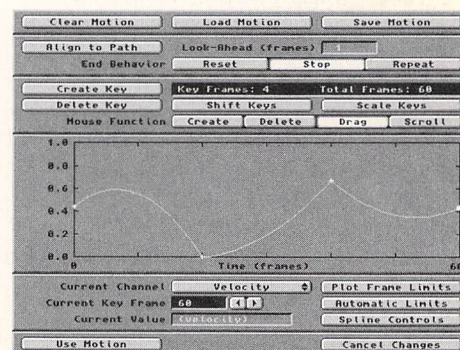 Clear Motion Load Motion Save Motion
Align to Path Look-Ahead (frames)
End Behavior Reset Stop Repeat
Create Key Key Frames: 4 Total Frames: 60
Delete Key Shift Keys Scale Keys
Mouse Function Create Delete Drag Scroll
1.0
0.8
0.6
0.4
0.2
0.0
0 Time (frames) 60
Current Channel Velocity Plot Frame Limits
Current Key Frame 60 Automatic Limits
Current Value (velocity) Spline Controls
Use Motion Cancel Changes